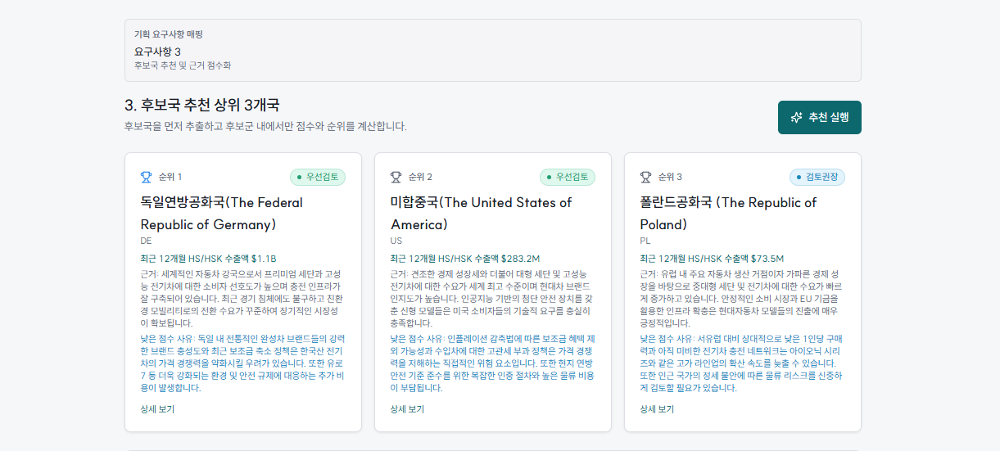 기획 요구사항 매핑
요구사항 3
후보국 추천 및 근거 점수화
3. 후보국 추천 상위 3개국
후보국을 먼저 추출하고 후보군 내에서만 점수와 순위를 계산합니다.
추천 실행
순위 1
우선검토
독일연방공화국(The Federal
Republic of Germany)
DE
최근 12개월 HS/HSK 수출액 $1.1B
근거: 세계적인 자동차 강국으로서 프리미엄 세단과 고성
능 전기차에 대한 소비자 선호도가 높으며 충전 인프라가
잘 구축되어 있습니다. 최근 경기 침체에도 불구하고 친환
경 모빌리티로의 전환 수요가 꾸준하여 장기적인 시장성
이 확보됩니다.
낮은 점수 사유: 독일 내 전통적인 완성차 브랜드들의 강력
한 브랜드 충성도와 최근 보조금 축소 정책은 한국산 전기
차의 가격 경쟁력을 약화시킬 우려가 있습니다. 또한 유로
7 등 더욱 강화되는 환경 및 안전 규제에 대응하는 추가 비
용이 발생합니다.
상세 보기
순위 2
우선검토
미합중국(The United States of
America)
US
최근 12개월 HS/HSK 수출액 $283.2M
근거: 견조한 경제 성장세와 더불어 대형 세단 및 고성능
전기차에 대한 수요가 세계 최고 수준이며 현대차 브랜드
인지도가 높습니다. 인공지능 기반의 첨단 안전 장치를 갖
춘 신형 모델들은 미국 소비자들의 기술적 요구를 충실히
충족합니다.
낮은 점수 사유: 인플레이션 감축법에 따른 보조금 혜택 제
외 가능성과 수입차에 대한 고관세 부과 정책은 가격 경쟁
력을 저해하는 직접적인 위험 요소입니다. 또한 현지 연방
안전 기준 준수를 위한 복잡한 인증 절차와 높은 물류 비용
이 부담됩니다.
상세 보기
순위 3
검토권장
폴란드공화국 (The Republic of
Poland)
PL
최근 12개월 HS/HSK 수출액 $73.5M
근거: 유럽 내 주요 자동차 생산 거점이자 가파른 경제 성
장을 바탕으로 중대형 세단 및 전기차에 대한 수요가 빠르
게 증가하고 있습니다. 안정적인 소비 시장과 EU 기금을
활용한 인프라 확충은 현대자동차 모델들의 진출에 매우
긍정적입니다.
낮은 점수 사유: 서유럽 대비 상대적으로 낮은 1인당 구매
력과 아직 미비한 전기차 충전 네트워크는 아이오닉 시리
즈와 같은 고가 라인업의 확산 속도를 늦출 수 있습니다.
또한 인근 국가의 정세 불안에 따른 물류 리스크를 신중하
게 검토할 필요가 있습니다.
상세 보기